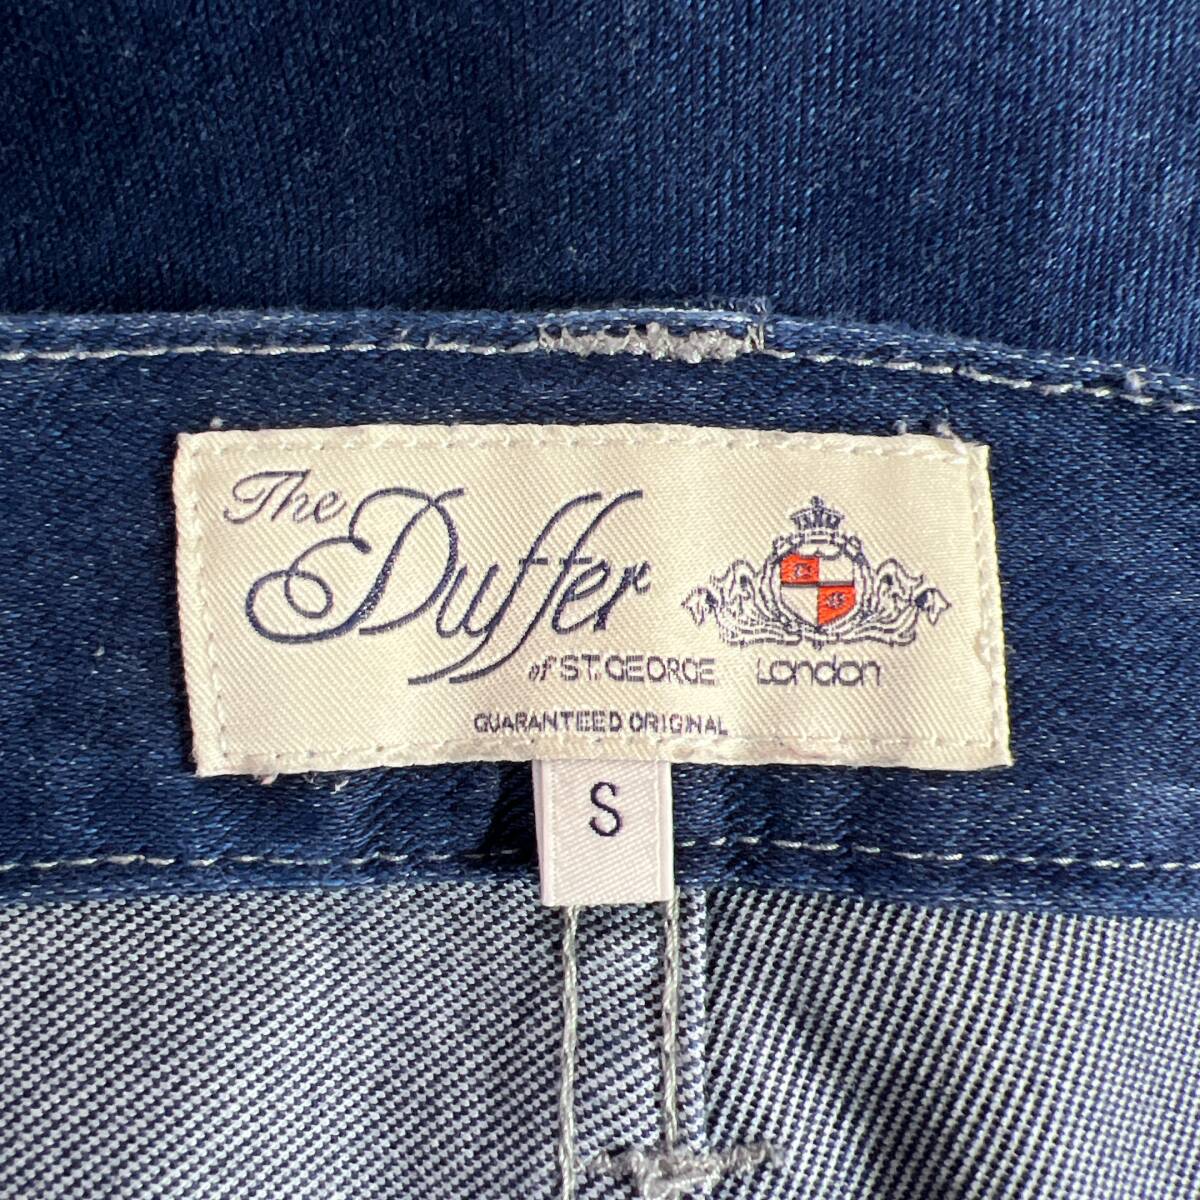 The
Duffer
of ST. GEORGE
London
GUARANTEED ORIGINAL
S